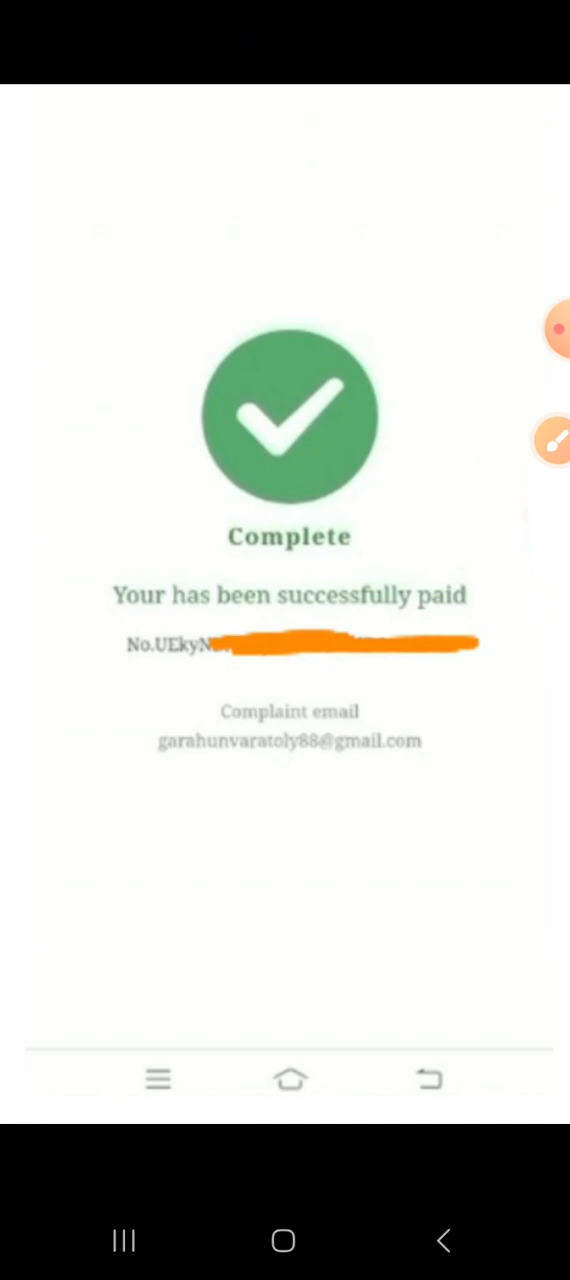 Complete
Your has been successfully paid
No.UEkyN
Complaint email
garahunvaratoly88@gmail.com